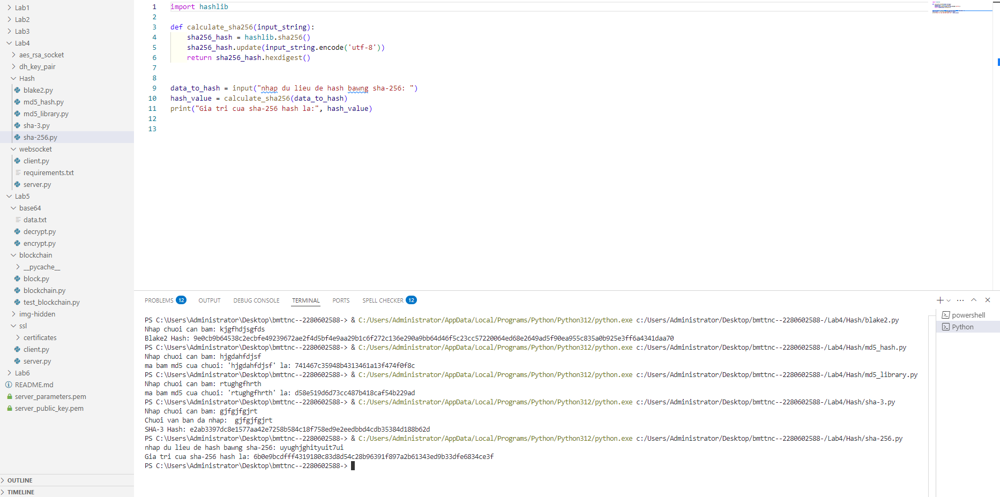 Lab1
Lab2
Lab3
Lab4
aes_rsa_socket
dh_key_pair
Hash
blake2.py
md5_hash.py
md5_library.py
sha-3.py
sha-256.py
websocket
client.py
requirements.txt
server.py
Lab5
base64
data.txt
decrypt.py
encrypt.py
blockchain
__pycache__
block.py
blockchain.py
test_blockchain.py
img-hidden
ssl
certificates
client.py
server.py
Lab6
README.md
server_parameters.pem
server_public_key.pem
OUTLINE
TIMELINE
1 import hashlib
2
3 def calculate_sha256(input_string):
4 sha256_hash = hashlib.sha256()
5 sha256_hash.update(input_string.encode('utf-8'))
6 return sha256_hash.hexdigest()
7
8
9 data_to_hash = input("nhap du lieu de hash bawng sha-256: ")
10 hash_value = calculate_sha256(data_to_hash)
11 print("Gia tri cua sha-256 hash la:", hash_value)
12
13
PROBLEMS 12 OUTPUT DEBUG CONSOLE TERMINAL PORTS SPELL CHECKER 12
PS C:\Users\Administrator\Desktop\bmttnc--2280602588-> & C:/Users/Administrator/AppData/Local/Programs/Python/Python312/python.exe c:/Users/Administrator/Desktop/bmttnc--2280602588-/Lab4/Hash/blake2.py
Nhap chuoi can bam: kjgfhdjsgfds
Blake2 Hash: 9e0cb9b64538c2ecbfe49239672ae2f4d5bf4e9aa29b1c6f272c136e290a9bb64d46f5c23cc57220064ed68e2649ad5f90ea955c835a0b925e3ff6a4341daa70
PS C:\Users\Administrator\Desktop\bmttnc--2280602588-> & C:/Users/Administrator/AppData/Local/Programs/Python/Python312/python.exe c:/Users/Administrator/Desktop/bmttnc--2280602588-/Lab4/Hash/md5_hash.py
Nhap chuoi can bam: hjgdahfdjsf
ma bam md5 cua chuoi: 'hjgdahfdjsf' la: 741467c35948b4313461a13f474f0f8c
PS C:\Users\Administrator\Desktop\bmttnc--2280602588-> & C:/Users/Administrator/AppData/Local/Programs/Python/Python312/python.exe c:/Users/Administrator/Desktop/bmttnc--2280602588-/Lab4/Hash/md5_library.py
Nhap chuoi can bam: rtughgfhrth
ma bam md5 cua chuoi: 'rtughgfhrth' la: d58e519d6d73cc487b418caf54b229ad
PS C:\Users\Administrator\Desktop\bmttnc--2280602588-> & C:/Users/Administrator/AppData/Local/Programs/Python/Python312/python.exe c:/Users/Administrator/Desktop/bmttnc--2280602588-/Lab4/Hash/sha-3.py
Nhap chuoi can bam: gjfgjfgjrt
Chuoi van ban da nhap:  gjfgjfgjrt
SHA-3 Hash: e2ab3397dc8e1577aa42e7258b584c18f758ed9e2eedbbd4cdb35384d188b62d
PS C:\Users\Administrator\Desktop\bmttnc--2280602588-> & C:/Users/Administrator/AppData/Local/Programs/Python/Python312/python.exe c:/Users/Administrator/Desktop/bmttnc--2280602588-/Lab4/Hash/sha-256.py
nhap du lieu de hash bawng sha-256: uyughjghityuit7ui
Gia tri cua sha-256 hash la: 6b0e9bcdfff4319180c83d8d54c28b96391f897a2b61343ed9b33dfe6834ce3f
PS C:\Users\Administrator\Desktop\bmttnc--2280602588->
powershell
Python